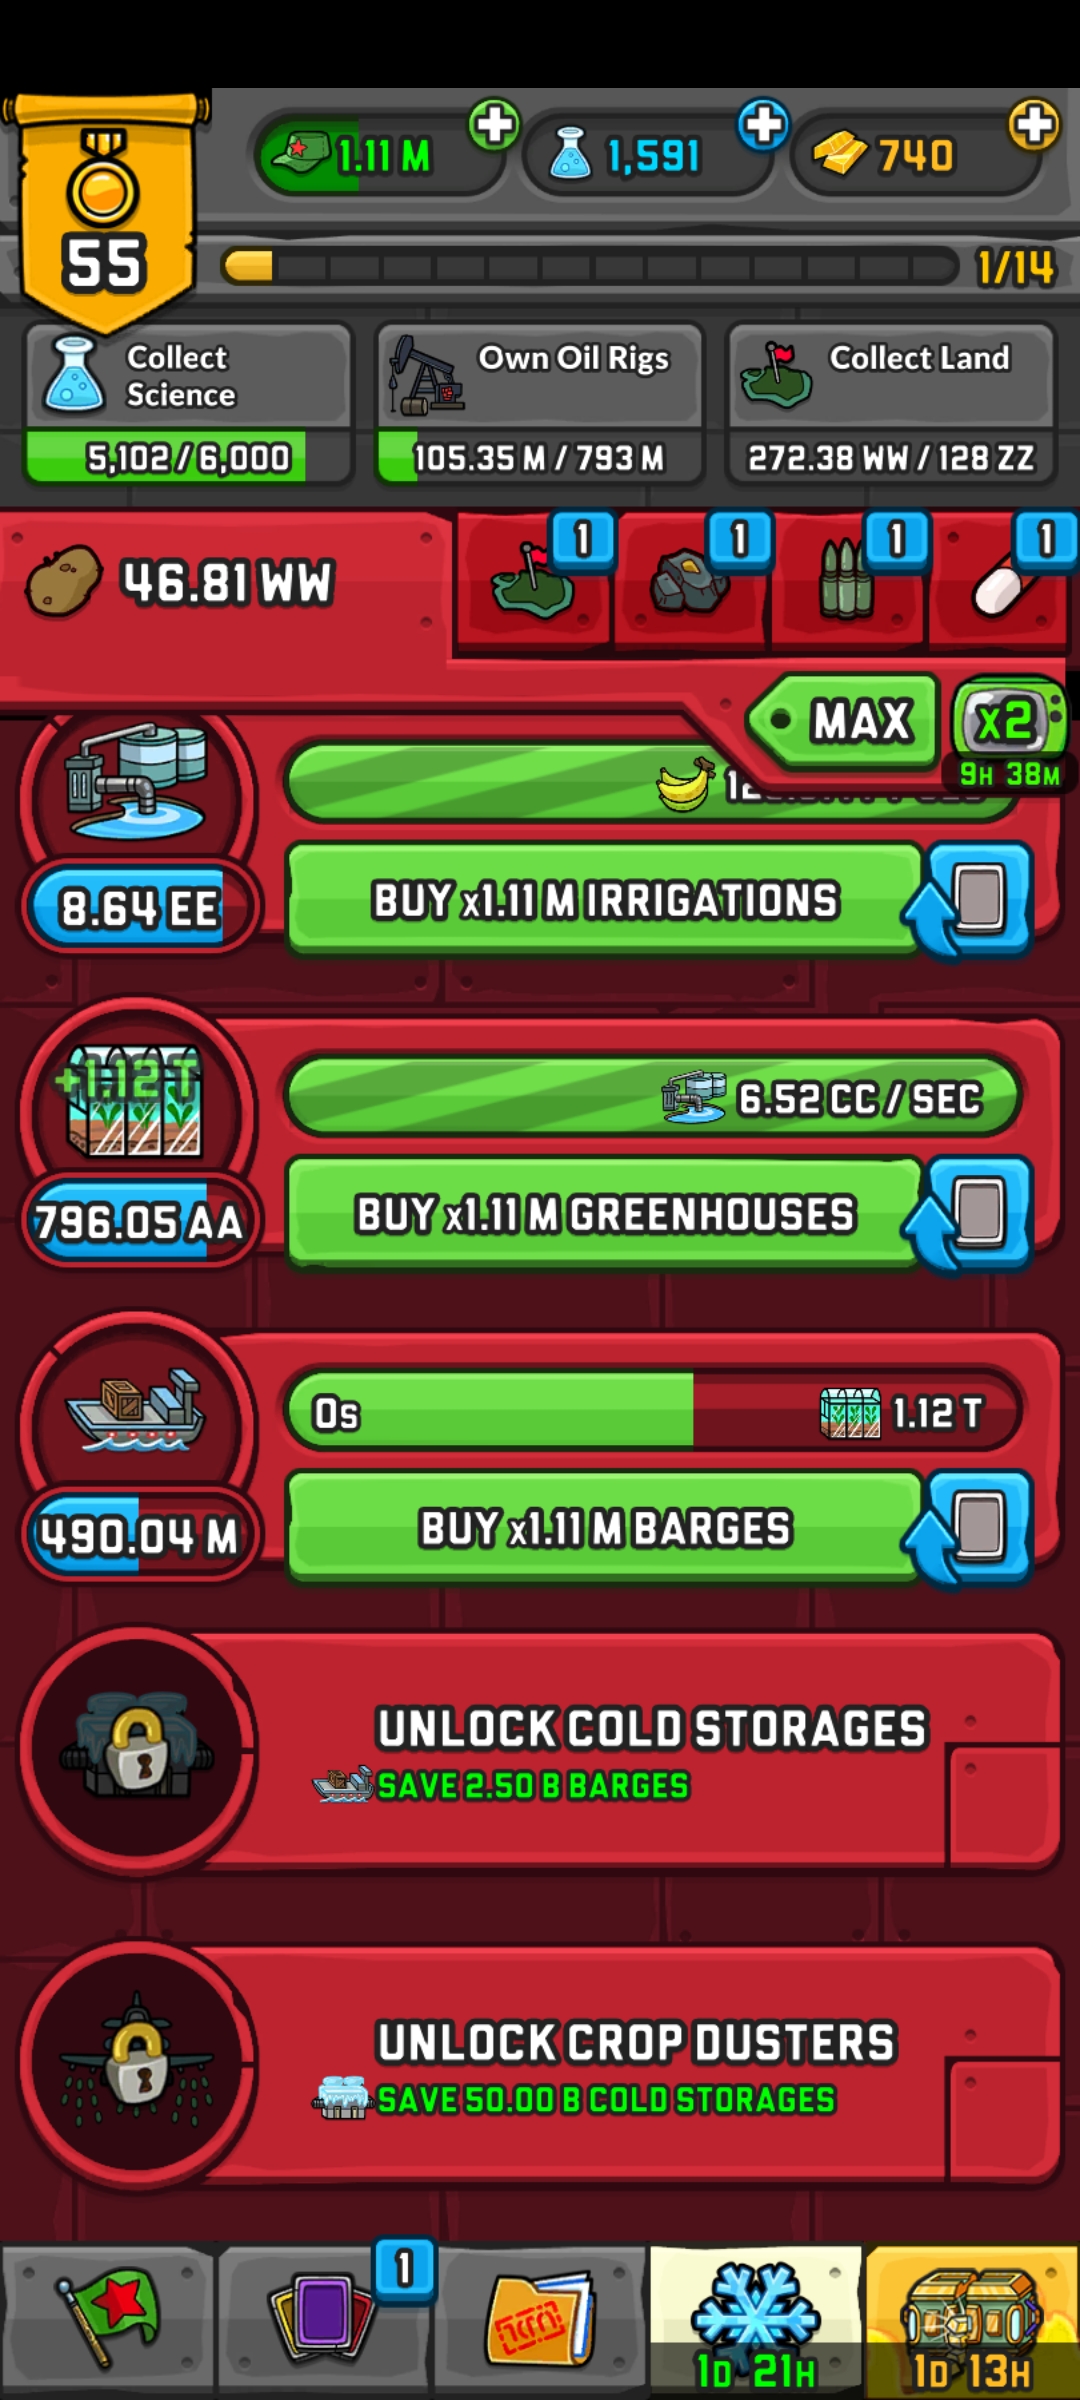 55
1.11 M
1,591
740
1/14
Collect
Science
5,102 / 6,000
Own Oil Rigs
105.35 M / 793 M
Collect Land
272.38 WW / 128 ZZ
46.81 WW
1
1
1
1
MAX
x2
9H 38M
8.64 EE
BUY x1.11 M IRRIGATIONS
+1.12 T
6.52 CC / SEC
796.05 AA
BUY x1.11 M GREENHOUSES
0s
1.12 T
490.04 M
BUY x1.11 M BARGES
UNLOCK COLD STORAGES
SAVE 2.50 B BARGES
UNLOCK CROP DUSTERS
SAVE 50.00 B COLD STORAGES
1
1D 21H
1D 13H